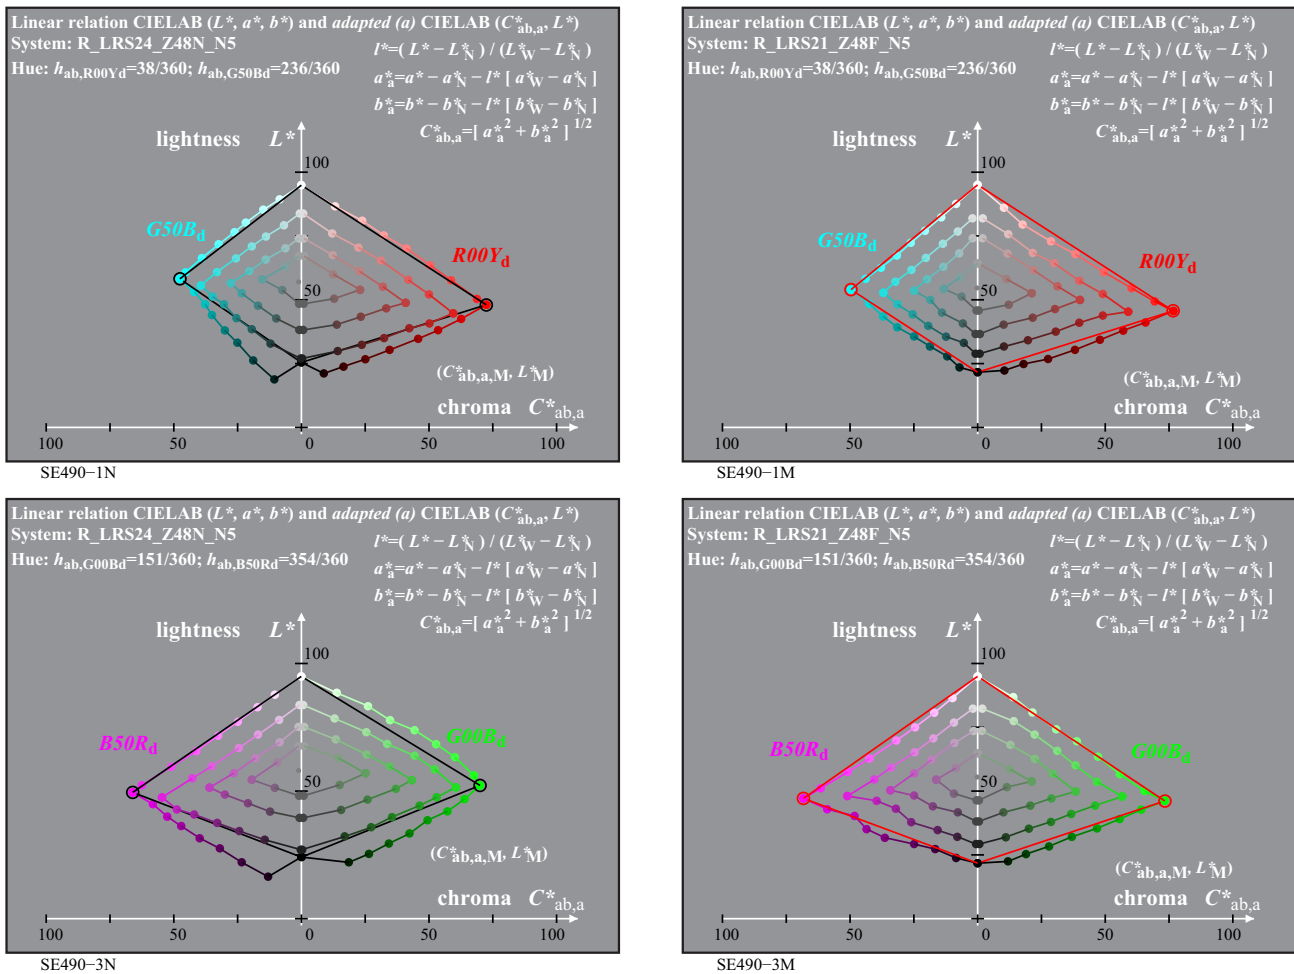 Linear relation CIELAB (L*, a*, b*) and adapted (a) CIELAB (C*ab,a, L*)
System: R_LRS24_Z48N_N5
l*=( L* – L*N ) / (L*W – L*N )
Hue: hab,R00Yd=38/360; hab,G50Bd=236/360
a*a=a* – a*N – l* [ a*W – a*N ]
b*a=b* – b*N – l* [ b*W – b*N ]
C*ab,a=[ a*a2 + b*a2 ] 1/2
lightness L*
100
G50Bd
R00Yd
50
(C*ab,a,M, L*M)
chroma C*ab,a
100 50 0 50 100
SE490−1N
Linear relation CIELAB (L*, a*, b*) and adapted (a) CIELAB (C*ab,a, L*)
System: R_LRS21_Z48F_N5
l*=( L* – L*N ) / (L*W – L*N )
Hue: hab,R00Yd=38/360; hab,G50Bd=236/360
a*a=a* – a*N – l* [ a*W – a*N ]
b*a=b* – b*N – l* [ b*W – b*N ]
C*ab,a=[ a*a2 + b*a2 ] 1/2
lightness L*
100
G50Bd
R00Yd
50
(C*ab,a,M, L*M)
chroma C*ab,a
100 50 0 50 100
SE490−1M
Linear relation CIELAB (L*, a*, b*) and adapted (a) CIELAB (C*ab,a, L*)
System: R_LRS24_Z48N_N5
l*=( L* – L*N ) / (L*W – L*N )
Hue: hab,G00Bd=151/360; hab,B50Rd=354/360
a*a=a* – a*N – l* [ a*W – a*N ]
b*a=b* – b*N – l* [ b*W – b*N ]
C*ab,a=[ a*a2 + b*a2 ] 1/2
lightness L*
100
B50Rd
G00Bd
50
(C*ab,a,M, L*M)
chroma C*ab,a
100 50 0 50 100
SE490−3N
Linear relation CIELAB (L*, a*, b*) and adapted (a) CIELAB (C*ab,a, L*)
System: R_LRS21_Z48F_N5
l*=( L* – L*N ) / (L*W – L*N )
Hue: hab,G00Bd=151/360; hab,B50Rd=354/360
a*a=a* – a*N – l* [ a*W – a*N ]
b*a=b* – b*N – l* [ b*W – b*N ]
C*ab,a=[ a*a2 + b*a2 ] 1/2
lightness L*
100
B50Rd
G00Bd
50
(C*ab,a,M, L*M)
chroma C*ab,a
100 50 0 50 100
SE490−3M